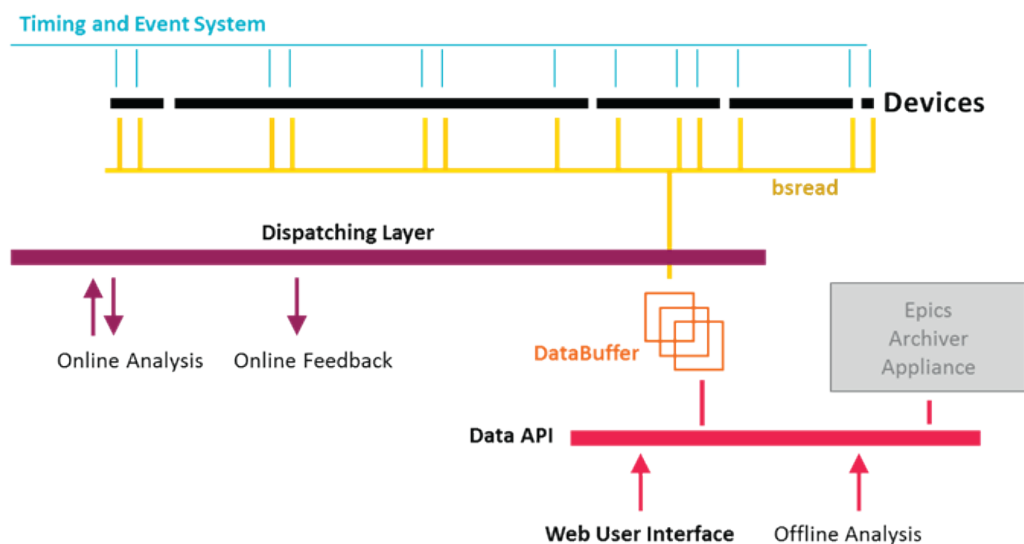 Timing and Event System
Devices
bsread
Dispatching Layer
Epics
Archiver
Appliance
DataBuffer
Online Analysis
Online Feedback
Data API
Web User Interface
Offline Analysis